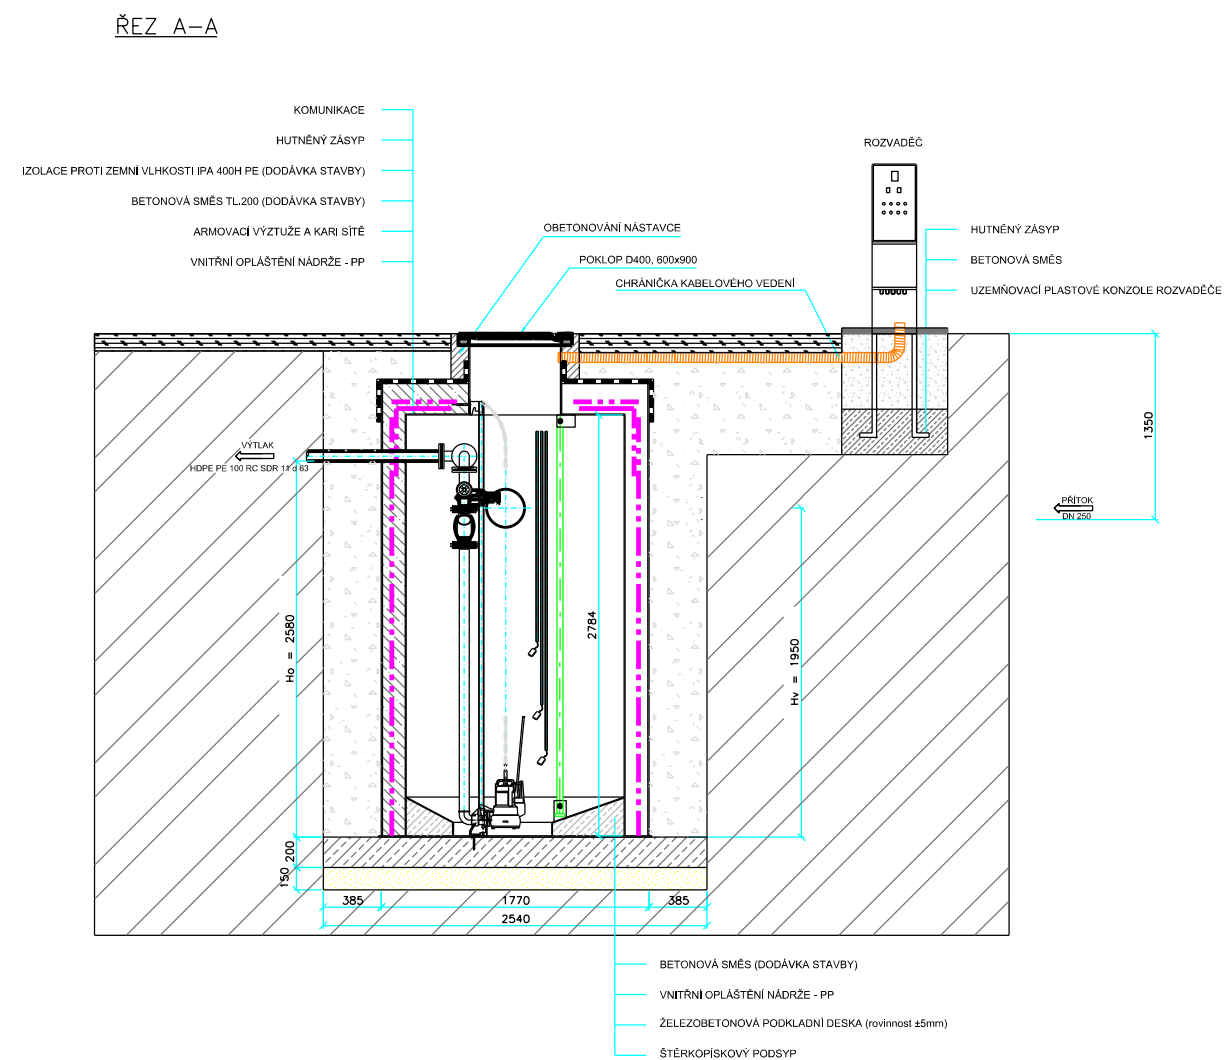 ŘEZ A-A
KOMUNIKACE
HUTNĚNÝ ZÁSYP
IZOLACE PROTI ZEMNÍ VLHKOSTI IPA 400H PE (DODÁVKA STAVBY)
BETONOVÁ SMĚS TL.200 (DODÁVKA STAVBY)
ARMOVACÍ VÝZTUŽE A KARI SÍTĚ
VNITŘNÍ OPLÁŠTĚNÍ NÁDRŽE - PP
OBETONOVÁNÍ NÁSTAVCE
POKLOP D400, 600x900
CHRÁNIČKA KABELOVÉHO VEDENÍ
ROZVADĚČ
HUTNĚNÝ ZÁSYP
BETONOVÁ SMĚS
UZEMŇOVACÍ PLASTOVÉ KONZOLE ROZVADĚČE
VÝTLAK
HDPE PE 100 RC SDR 11 d 63
1350
PŘÍTOK
DN 250
Ho = 2580
2784
Hv = 1950
200
150
385
1770
385
2540
BETONOVÁ SMĚS (DODÁVKA STAVBY)
VNITŘNÍ OPLÁŠTĚNÍ NÁDRŽE - PP
ŽELEZOBETONOVÁ PODKLADNÍ DESKA (rovinnost ±5mm)
ŠTĚRKOPÍSKOVÝ PODSYP